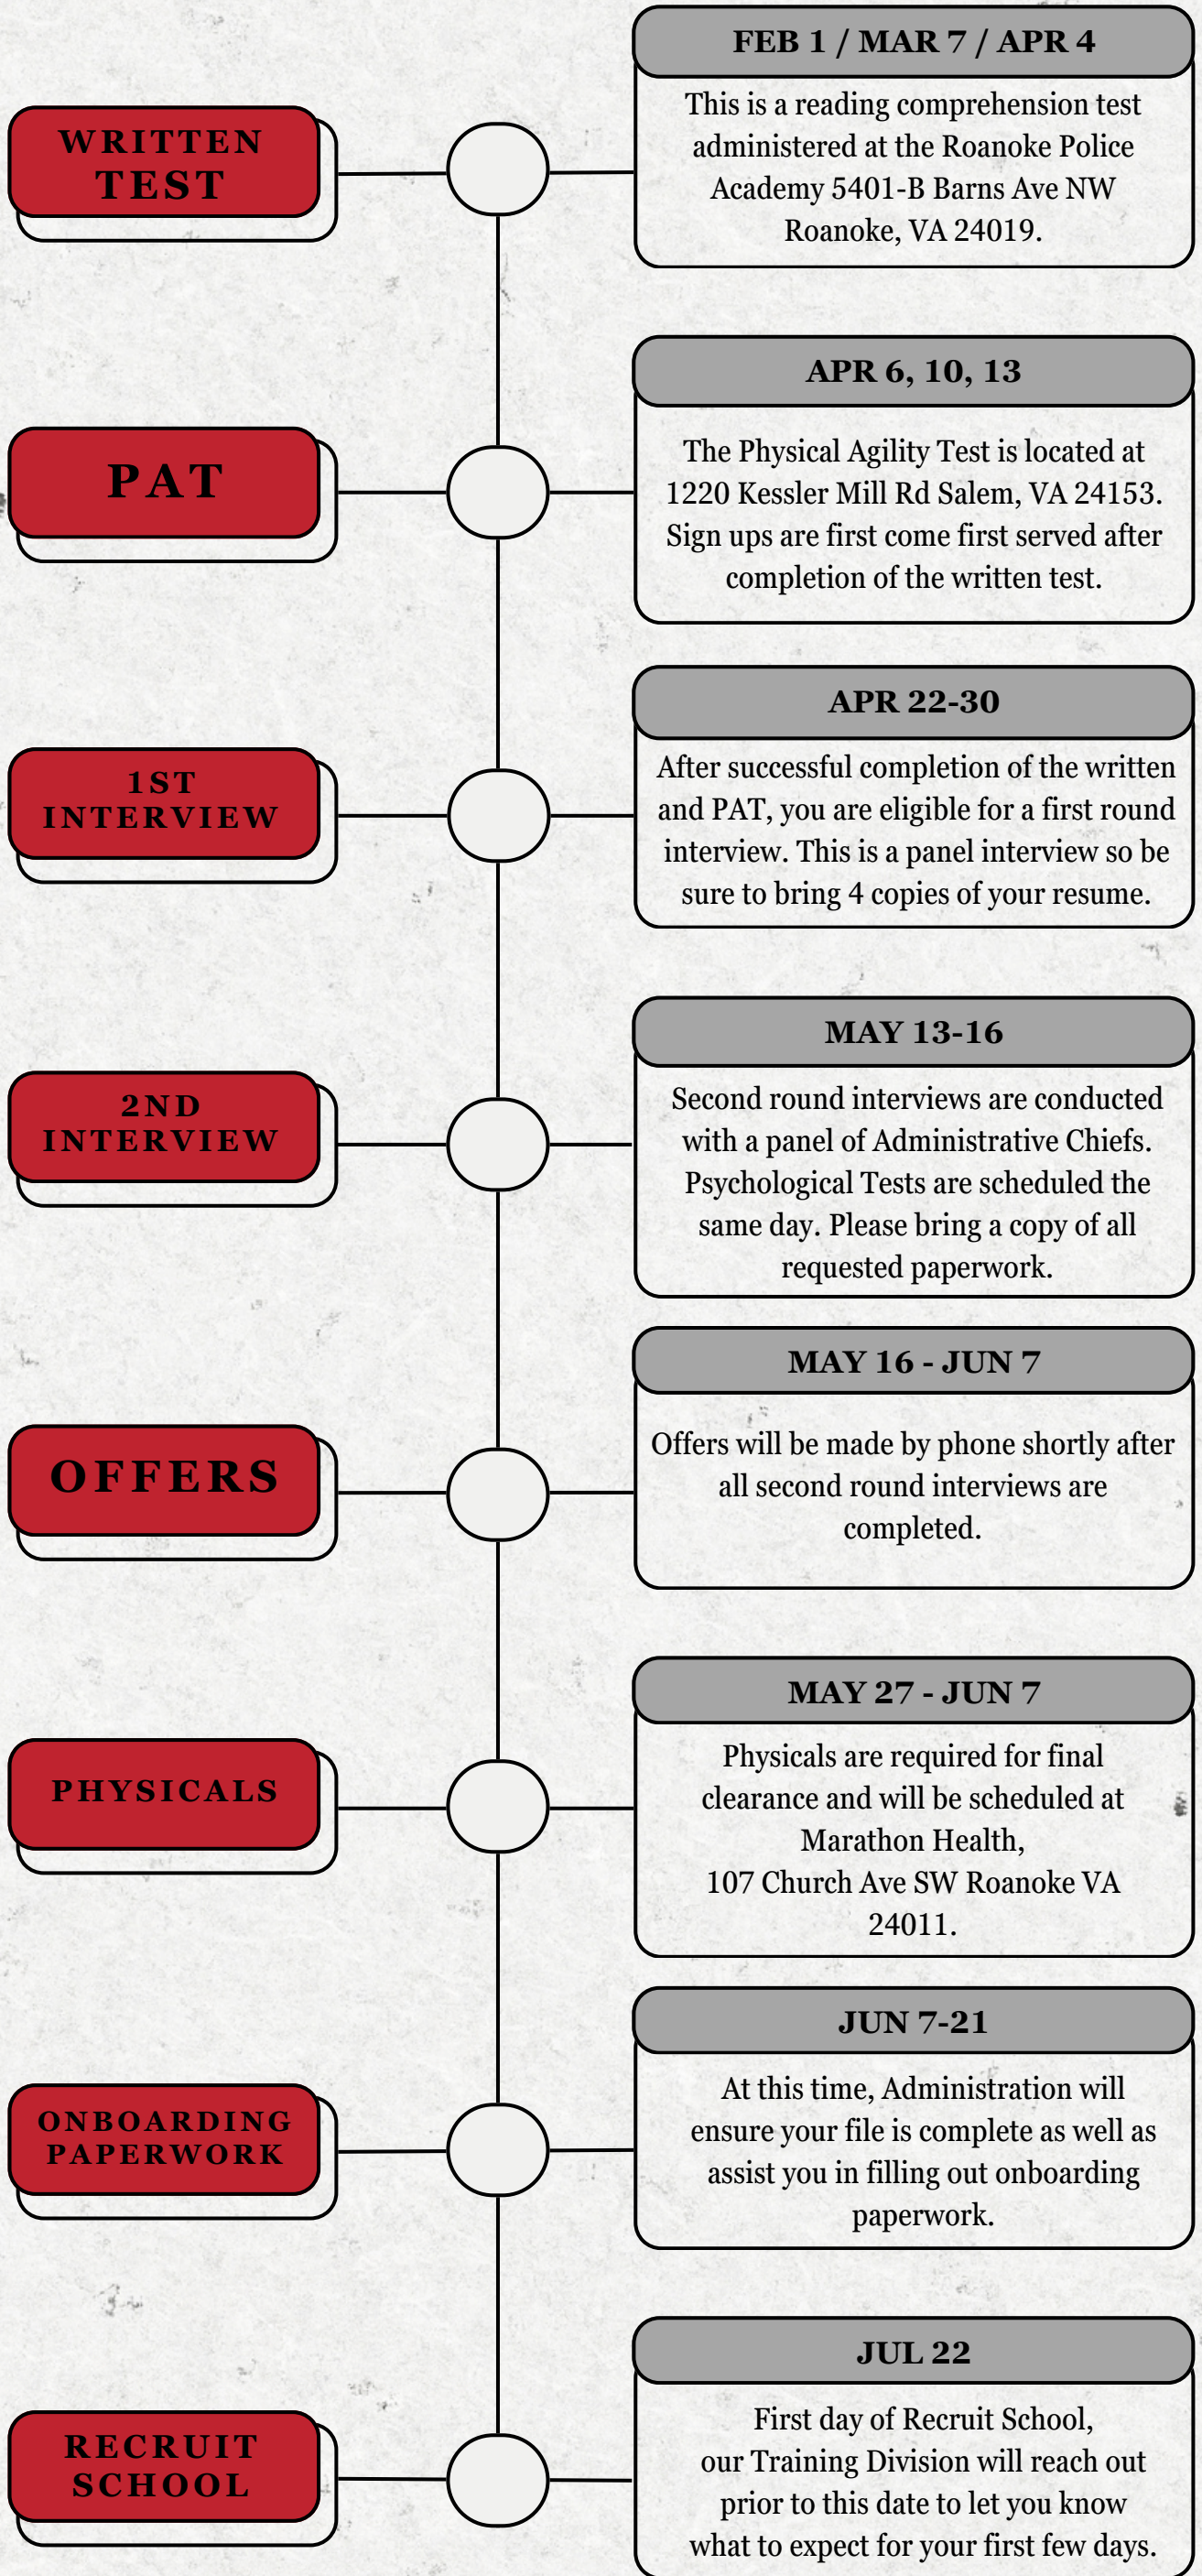 FEB 1 / MAR 7 / APR 4
WRITTEN
TEST
This is a reading comprehension test
administered at the Roanoke Police
Academy 5401-B Barns Ave NW
Roanoke, VA 24019.
APR 6, 10, 13
PAT
The Physical Agility Test is located at
1220 Kessler Mill Rd Salem, VA 24153.
Sign ups are first come first served after
completion of the written test.
APR 22-30
1ST
INTERVIEW
After successful completion of the written
and PAT, you are eligible for a first round
interview. This is a panel interview so be
sure to bring 4 copies of your resume.
MAY 13-16
2ND
INTERVIEW
Second round interviews are conducted
with a panel of Administrative Chiefs.
Psychological Tests are scheduled the
same day. Please bring a copy of all
requested paperwork.
MAY 16 - JUN 7
OFFERS
Offers will be made by phone shortly after
all second round interviews are
completed.
MAY 27 - JUN 7
PHYSICALS
Physicals are required for final
clearance and will be scheduled at
Marathon Health,
107 Church Ave SW Roanoke VA
24011.
JUN 7-21
ONBOARDING
PAPERWORK
At this time, Administration will
ensure your file is complete as well as
assist you in filling out onboarding
paperwork.
JUL 22
RECRUIT
SCHOOL
First day of Recruit School,
our Training Division will reach out
prior to this date to let you know
what to expect for your first few days.